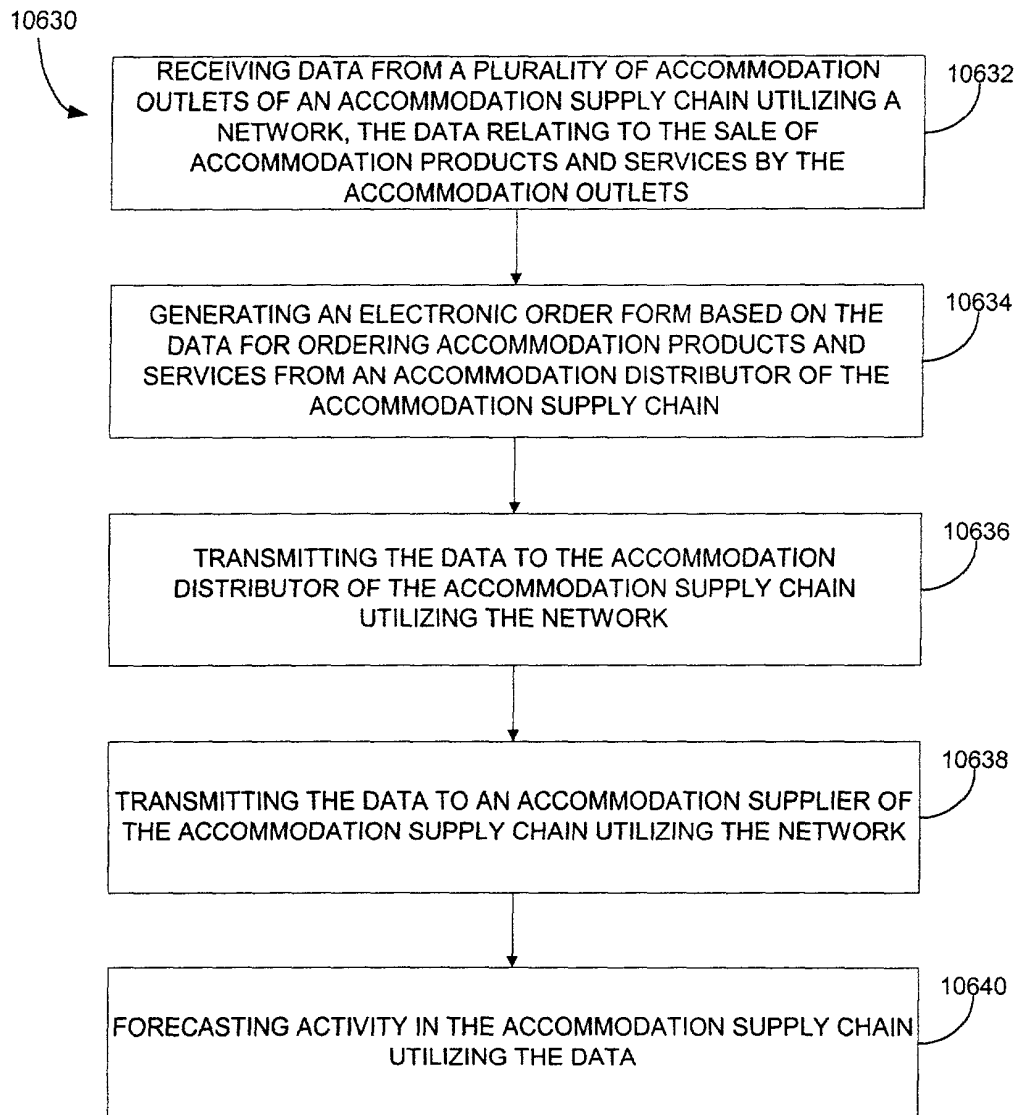 10630
RECEIVING DATA FROM A PLURALITY OF ACCOMMODATION
OUTLETS OF AN ACCOMMODATION SUPPLY CHAIN UTILIZING A
NETWORK, THE DATA RELATING TO THE SALE OF
ACCOMMODATION PRODUCTS AND SERVICES BY THE
ACCOMMODATION OUTLETS
10632
GENERATING AN ELECTRONIC ORDER FORM BASED ON THE
DATA FOR ORDERING ACCOMMODATION PRODUCTS AND
SERVICES FROM AN ACCOMMODATION DISTRIBUTOR OF THE
ACCOMMODATION SUPPLY CHAIN
10634
TRANSMITTING THE DATA TO THE ACCOMMODATION
DISTRIBUTOR OF THE ACCOMMODATION SUPPLY CHAIN
UTILIZING THE NETWORK
10636
TRANSMITTING THE DATA TO AN ACCOMMODATION SUPPLIER OF
THE ACCOMMODATION SUPPLY CHAIN UTILIZING THE NETWORK
10638
FORECASTING ACTIVITY IN THE ACCOMMODATION SUPPLY CHAIN
UTILIZING THE DATA
10640